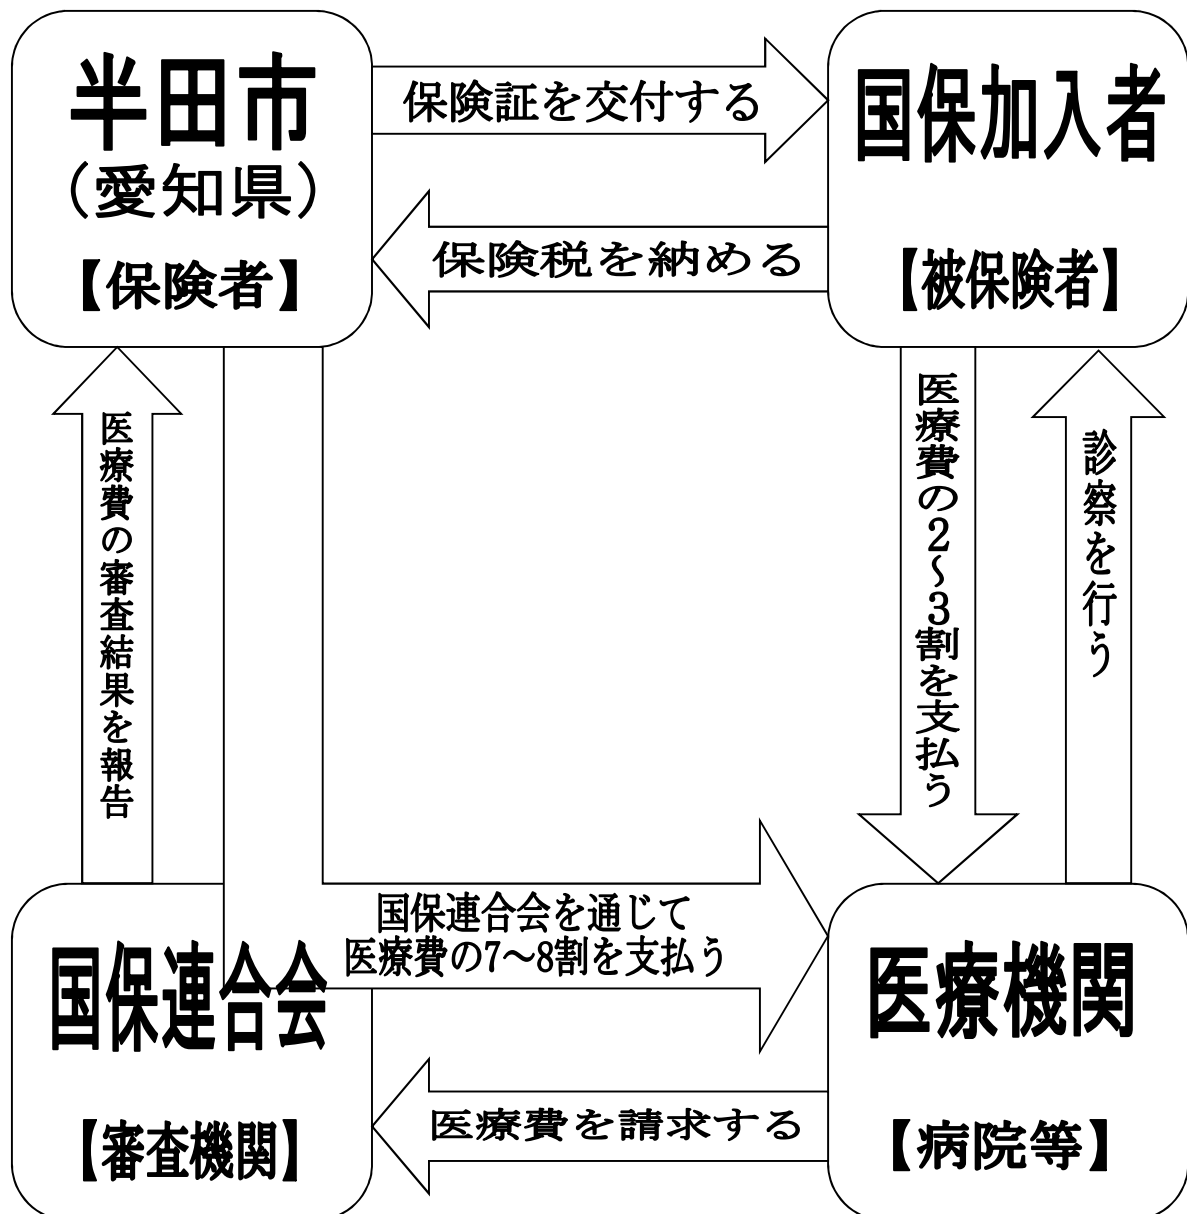 半田市
（愛知県）
【保険者】
保険証を交付する
保険税を納める
国保加入者
【被保険者】
医療費の審査結果を報告
医療費の2～3割を支払う
診察を行う
国保連合会を通じて
医療費の7～8割を支払う
国保連合会
【審査機関】
医療費を請求する
医療機関
【病院等】